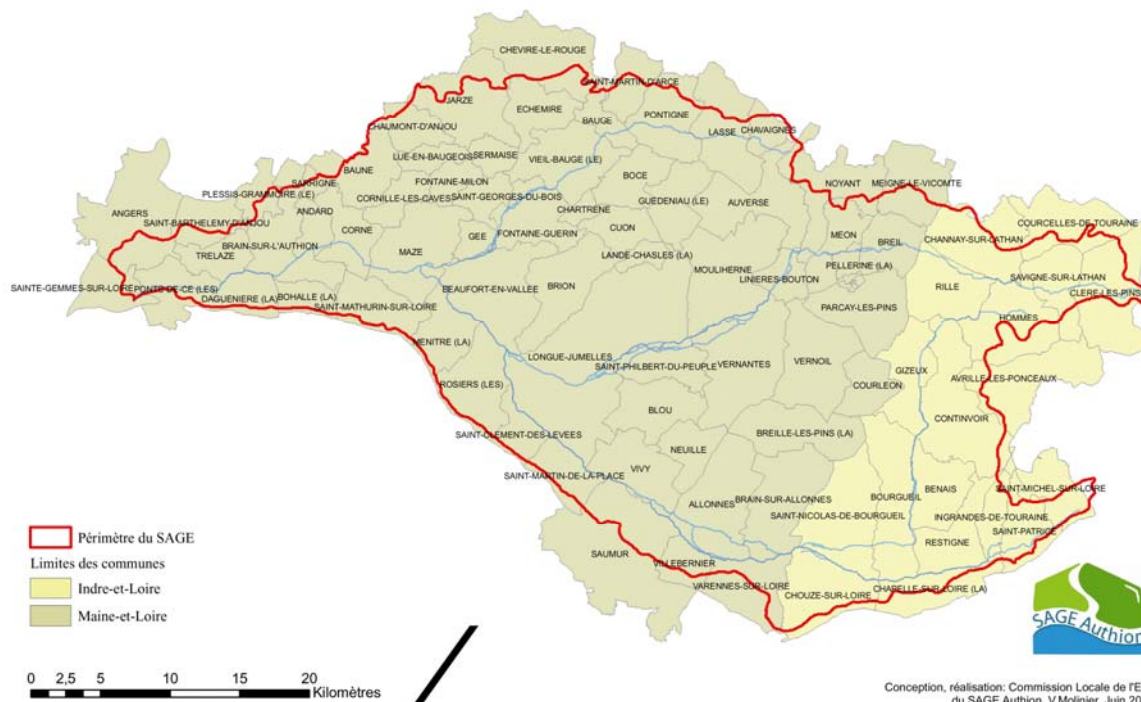 CHEVIRE-LE-ROUGE
SAINT-MARTIN-D'ARCE
JARZE
ECHEMIRE
BAUGE
PONTIGNE
CHAUMONT-D'ANJOU
LASSE
CHAVAIGNES
LUE-EN-BAUGEOIS
SERMAISE
VIEIL-BAUGE (LE)
BAUNE
BOCE
NOYANT
MEIGNE-LE-VICOMTE
SARRIGNE
FONTAINE-MILON
PLESSIS-GRAMMOIRE (LE)
CORNILLE-LES-CAVES
SAINT-GEORGES-DU-BOIS
GUEDENIAU (LE)
AUVERSE
ANGERS
ANDARD
CHARTRENE
SAINT-BARTHELEMY-D'ANJOU
COURCELLES-DE-TOURAINE
CORNE
CUON
GEE
FONTAINE-GUERIN
MEON
BREIL
CHANNAY-SUR-LATHAN
BRAIN-SUR-L'AUTHION
TRELAZE
MAZE
LANDE-CHASLES (LA)
MOULIHERNE
PELLERINE (LA)
LINIERES-BOUTON
SAVIGNE-SUR-LATHAN
SAINTE-GEMMES-SUR-LOIRE
PONTS-DE-CE (LES)
BEAUFORT-EN-VALLEE
BRION
RILLE
CLERE-LES-PINS
DAGUENIERE (LA)
BOHALLE (LA)
SAINT-MATHURIN-SUR-LOIRE
PARCAY-LES-PINS
HOMMES
MENITRE (LA)
LONGUE-JUMELLES
SAINT-PHILBERT-DU-PEUPLE
VERNANTES
VERNOIL
GIZEUX
AVRILLE-LES-PONCEAUX
ROSIERS (LES)
COURLEON
BLOU
CONTINVOIR
SAINT-CLEMENT-DES-LEVEES
BREILLE-LES-PINS (LA)
NEUILLE
SAINT-MARTIN-DE-LA-PLACE
VIVY
BENAIS
SAINT-MICHEL-SUR-LOIRE
ALLONNES
BRAIN-SUR-ALLONNES
BOURGUEIL
SAINT-NICOLAS-DE-BOURGUEIL
INGRANDES-DE-TOURAINE
SAINT-PATRICE
RESTIGNE
SAUMUR
VILLEBERNIER
VARENNES-SUR-LOIRE
CHOUZE-SUR-LOIRE
CHAPELLE-SUR-LOIRE (LA)
Périmètre du SAGE
Limites des communes
Indre-et-Loire
Maine-et-Loire
0 2,5 5 10 15 20
Kilomètres
SAGE Authion
Conception, réalisation: Commission Locale de l'E
du SAGE Authion, V.Molinier, Juin 20